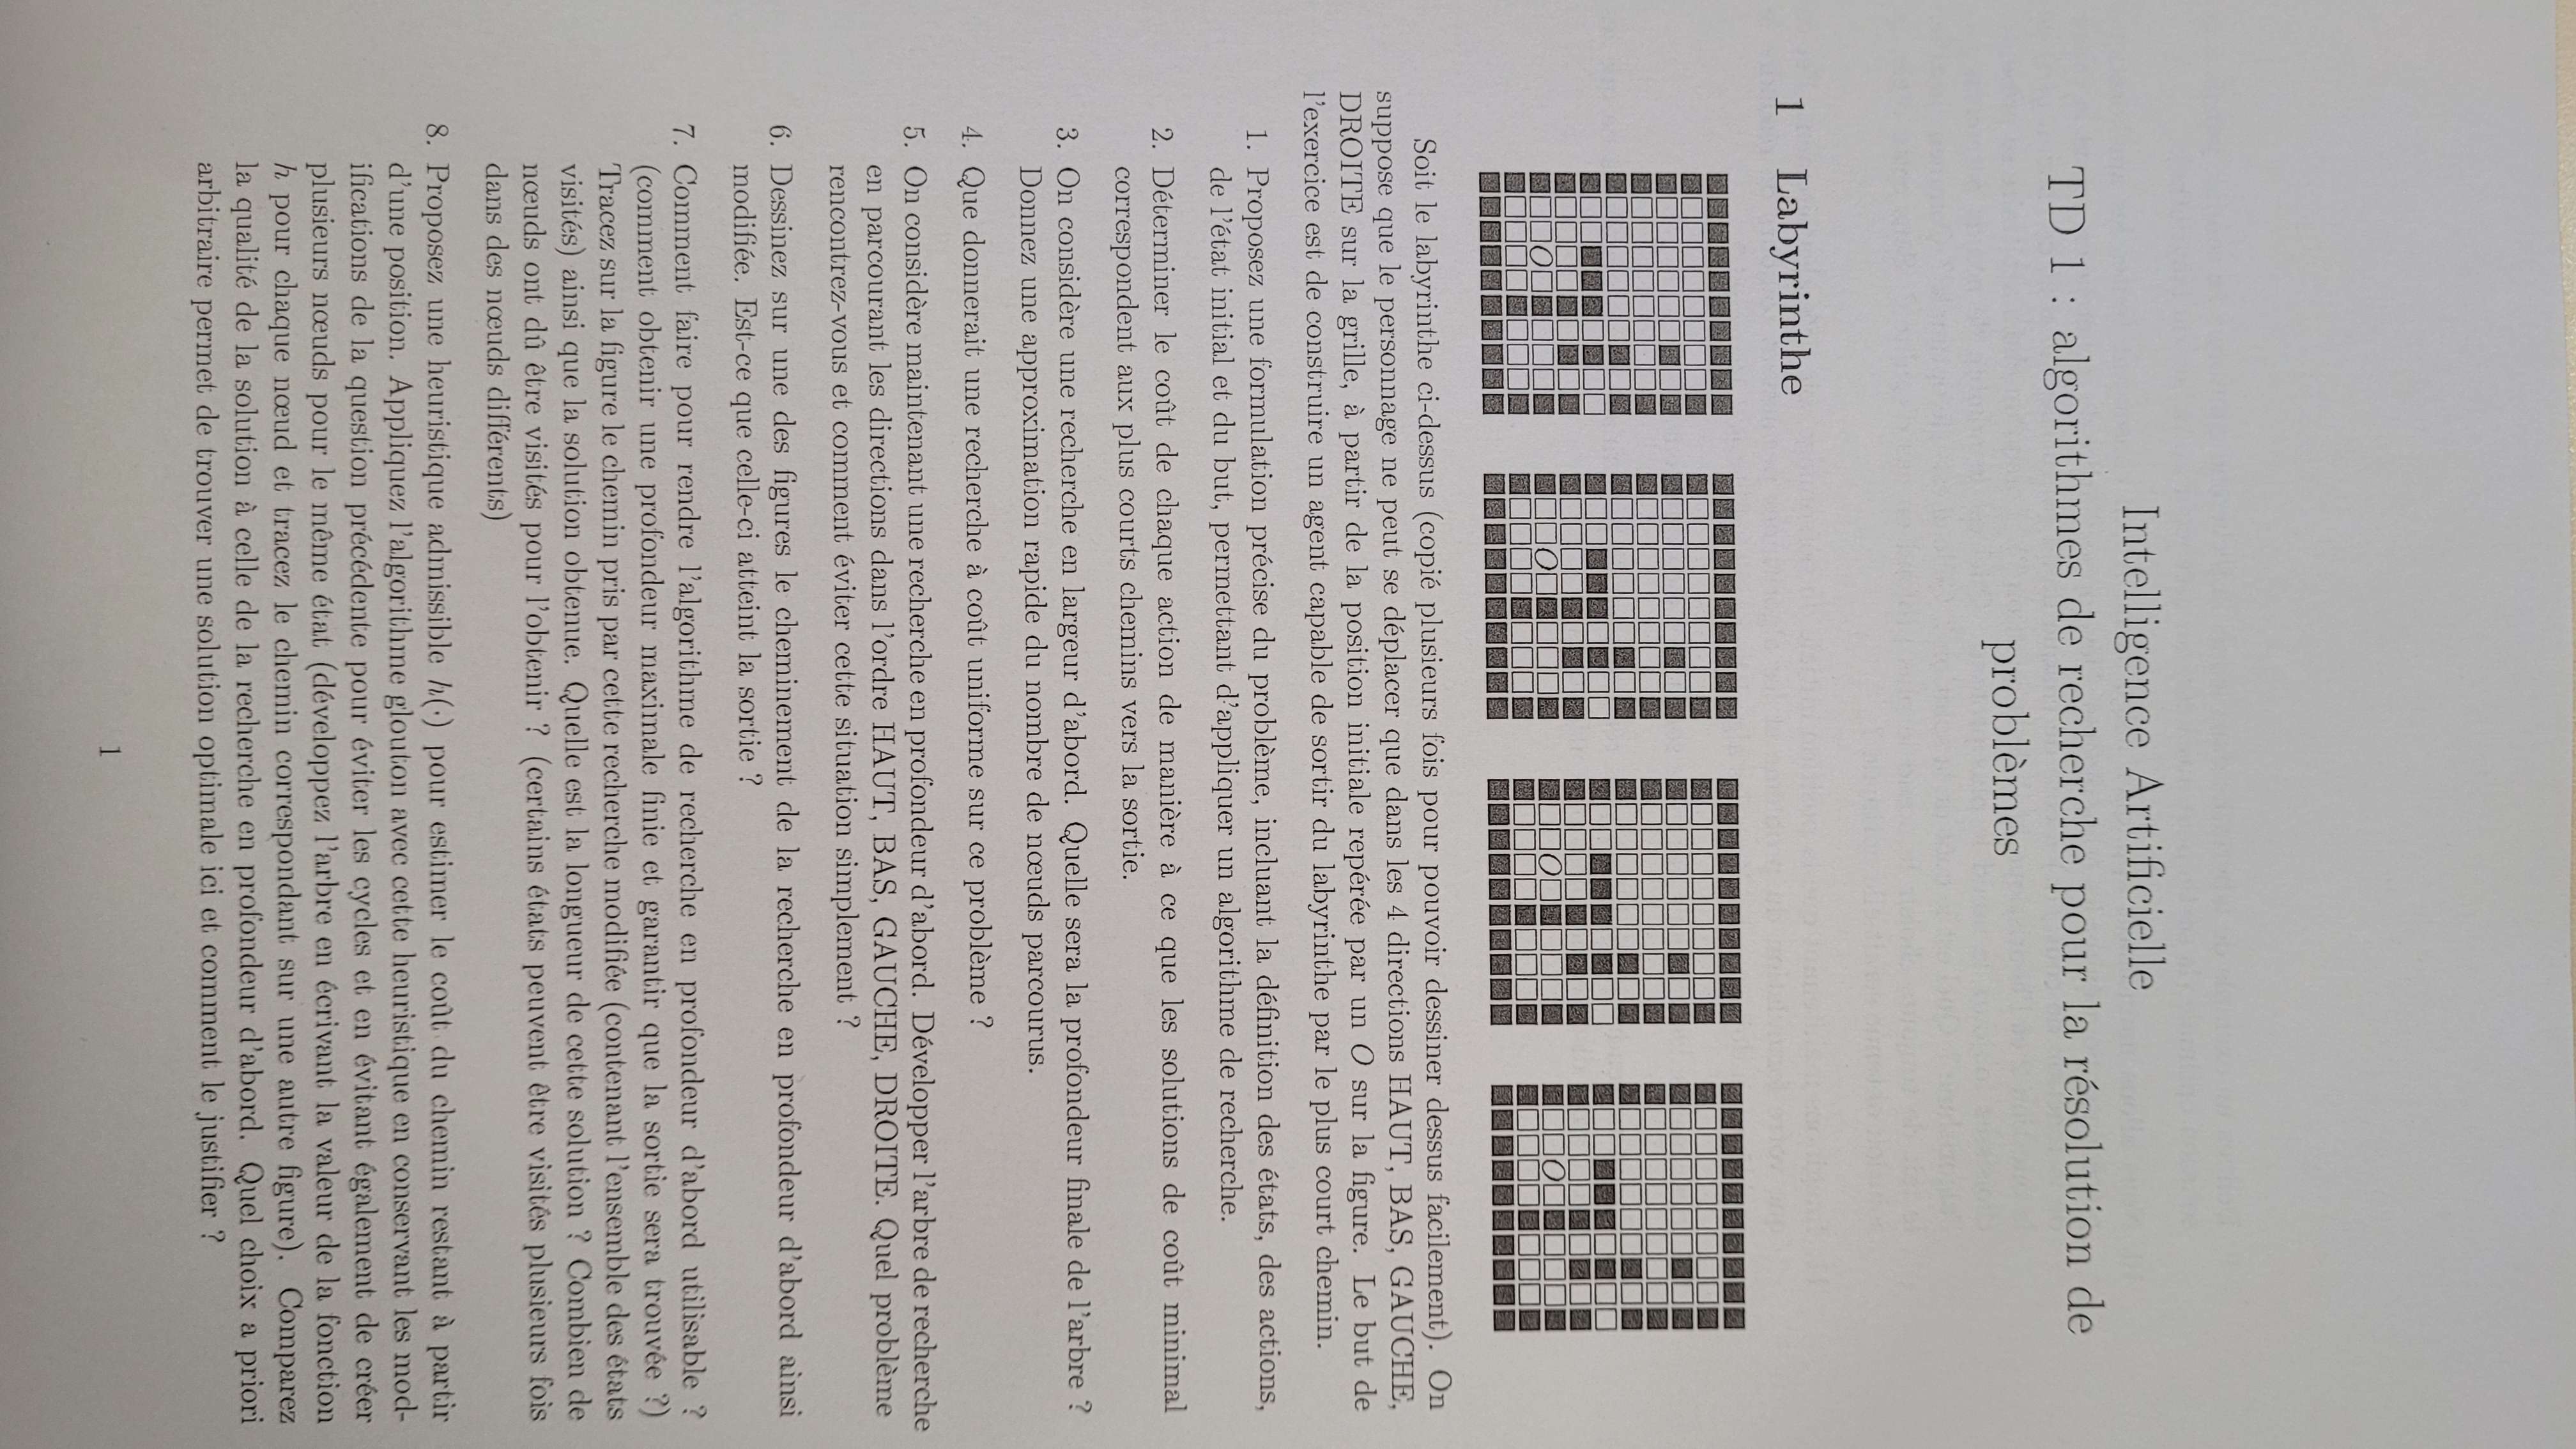 Intelligence Artificielle
TD 1 : algorithmes de recherche pour la résolution de
problèmes
1 Labyrinthe
O O O O
Soit le labyrinthe ci-dessus (copié plusieurs fois pour pouvoir dessiner dessus facilement). On
suppose que le personnage ne peut se déplacer que dans les 4 directions HAUT, BAS, GAUCHE,
DROITE sur la grille, à partir de la position initiale repérée par un O sur la figure. Le but de
l'exercice est de construire un agent capable de sortir du labyrinthe par le plus court chemin.
1. Proposez une formulation précise du problème, incluant la définition des états, des actions,
de l'état initial et du but, permettant d'appliquer un algorithme de recherche.
2. Déterminer le coût de chaque action de manière à ce que les solutions de coût minimal
correspondent aux plus courts chemins vers la sortie.
3. On considère une recherche en largeur d'abord. Quelle sera la profondeur finale de l'arbre ?
Donnez une approximation rapide du nombre de nœuds parcourus.
4. Que donnerait une recherche à coût uniforme sur ce problème ?
5. On considère maintenant une recherche en profondeur d'abord. Développer l'arbre de recherche
en parcourant les directions dans l'ordre HAUT, BAS, GAUCHE, DROITE. Quel problème
rencontrez-vous et comment éviter cette situation simplement ?
6. Dessinez sur une des figures le cheminement de la recherche en profondeur d'abord ainsi
modifiée. Est-ce que celle-ci atteint la sortie ?
7. Comment faire pour rendre l'algorithme de recherche en profondeur d'abord utilisable ?
(comment obtenir une profondeur maximale finie et garantir que la sortie sera trouvée ?)
Tracez sur la figure le chemin pris par cette recherche modifiée (contenant l'ensemble des états
visités) ainsi que la solution obtenue. Quelle est la longueur de cette solution ? Combien de
nœuds ont dû être visités pour l'obtenir ? (certains états peuvent être visités plusieurs fois
dans des nœuds différents)
8. Proposez une heuristique admissible h(·) pour estimer le coût du chemin restant à partir
d'une position. Appliquez l'algorithme glouton avec cette heuristique en conservant les mod-
ifications de la question précédente pour éviter les cycles et en évitant également de créer
plusieurs nœuds pour le même état (développez l'arbre en écrivant la valeur de la fonction
h pour chaque nœud et tracez le chemin correspondant sur une autre figure). Comparez
la qualité de la solution à celle de la recherche en profondeur d'abord. Quel choix a priori
arbitraire permet de trouver une solution optimale ici et comment le justifier ?
1